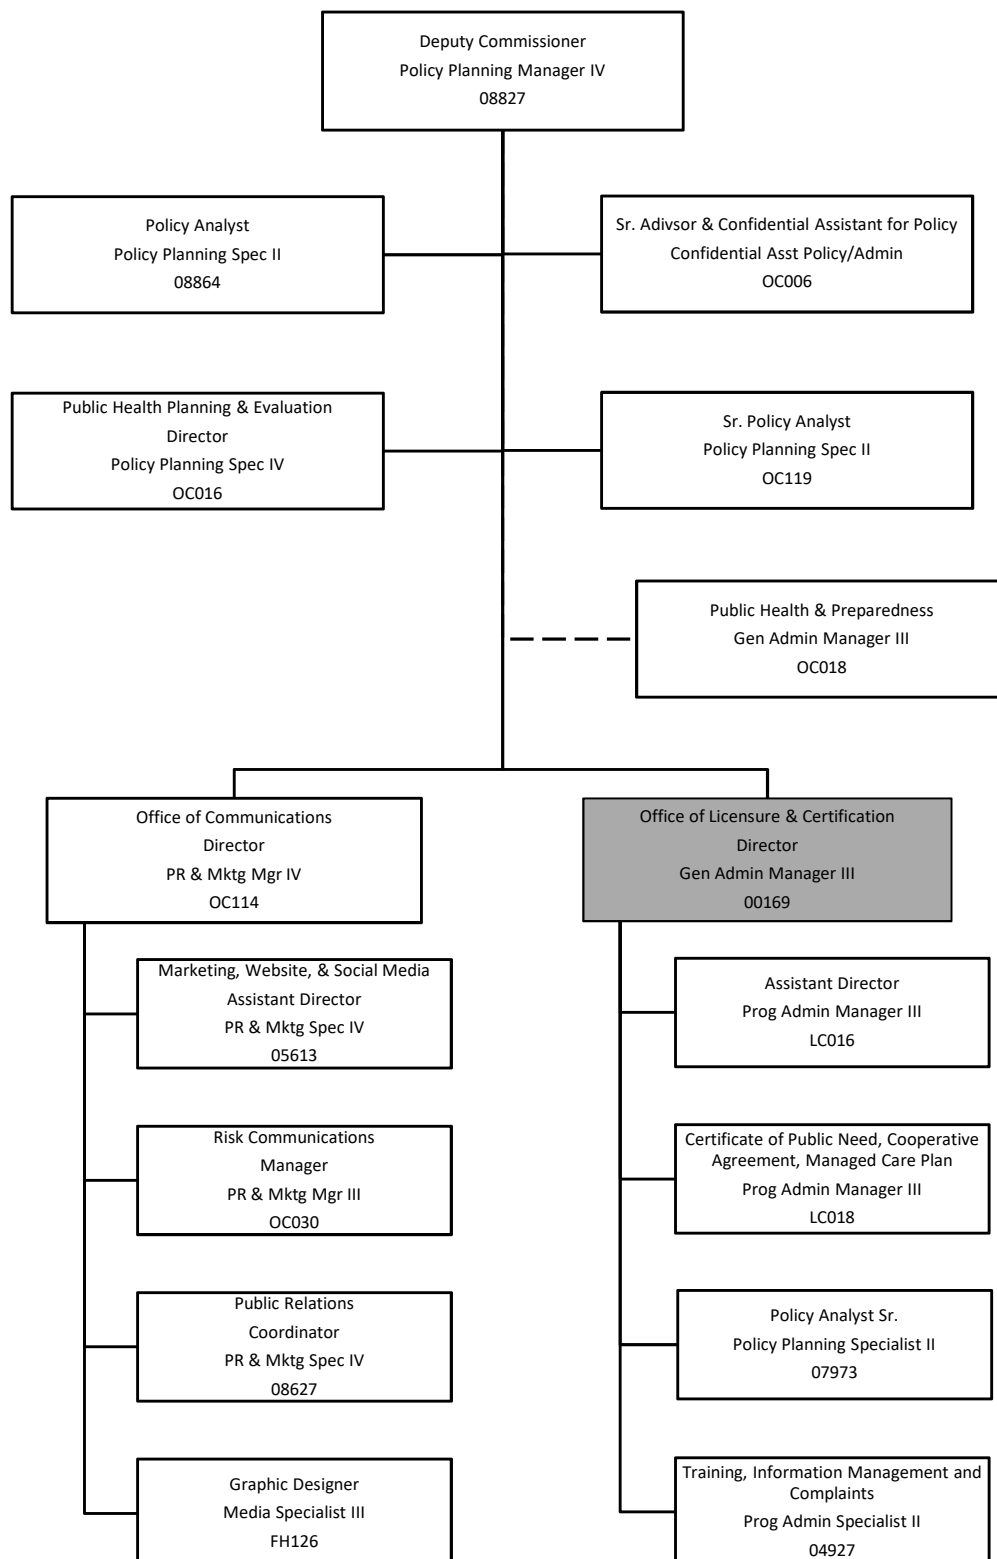 Deputy Commissioner
Policy Planning Manager IV
08827
Policy Analyst
Policy Planning Spec II
08864
Sr. Adivsor & Confidential Assistant for Policy
Confidential Asst Policy/Admin
OC006
Public Health Planning & Evaluation
Director
Policy Planning Spec IV
OC016
Sr. Policy Analyst
Policy Planning Spec II
OC119
Public Health & Preparedness
Gen Admin Manager III
OC018
Office of Communications
Director
PR & Mktg Mgr IV
OC114
Office of Licensure & Certification
Director
Gen Admin Manager III
00169
Marketing, Website, & Social Media
Assistant Director
PR & Mktg Spec IV
05613
Assistant Director
Prog Admin Manager III
LC016
Risk Communications
Manager
PR & Mktg Mgr III
OC030
Certificate of Public Need, Cooperative
Agreement, Managed Care Plan
Prog Admin Manager III
LC018
Public Relations
Coordinator
PR & Mktg Spec IV
08627
Policy Analyst Sr.
Policy Planning Specialist II
07973
Graphic Designer
Media Specialist III
FH126
Training, Information Management and
Complaints
Prog Admin Specialist II
04927